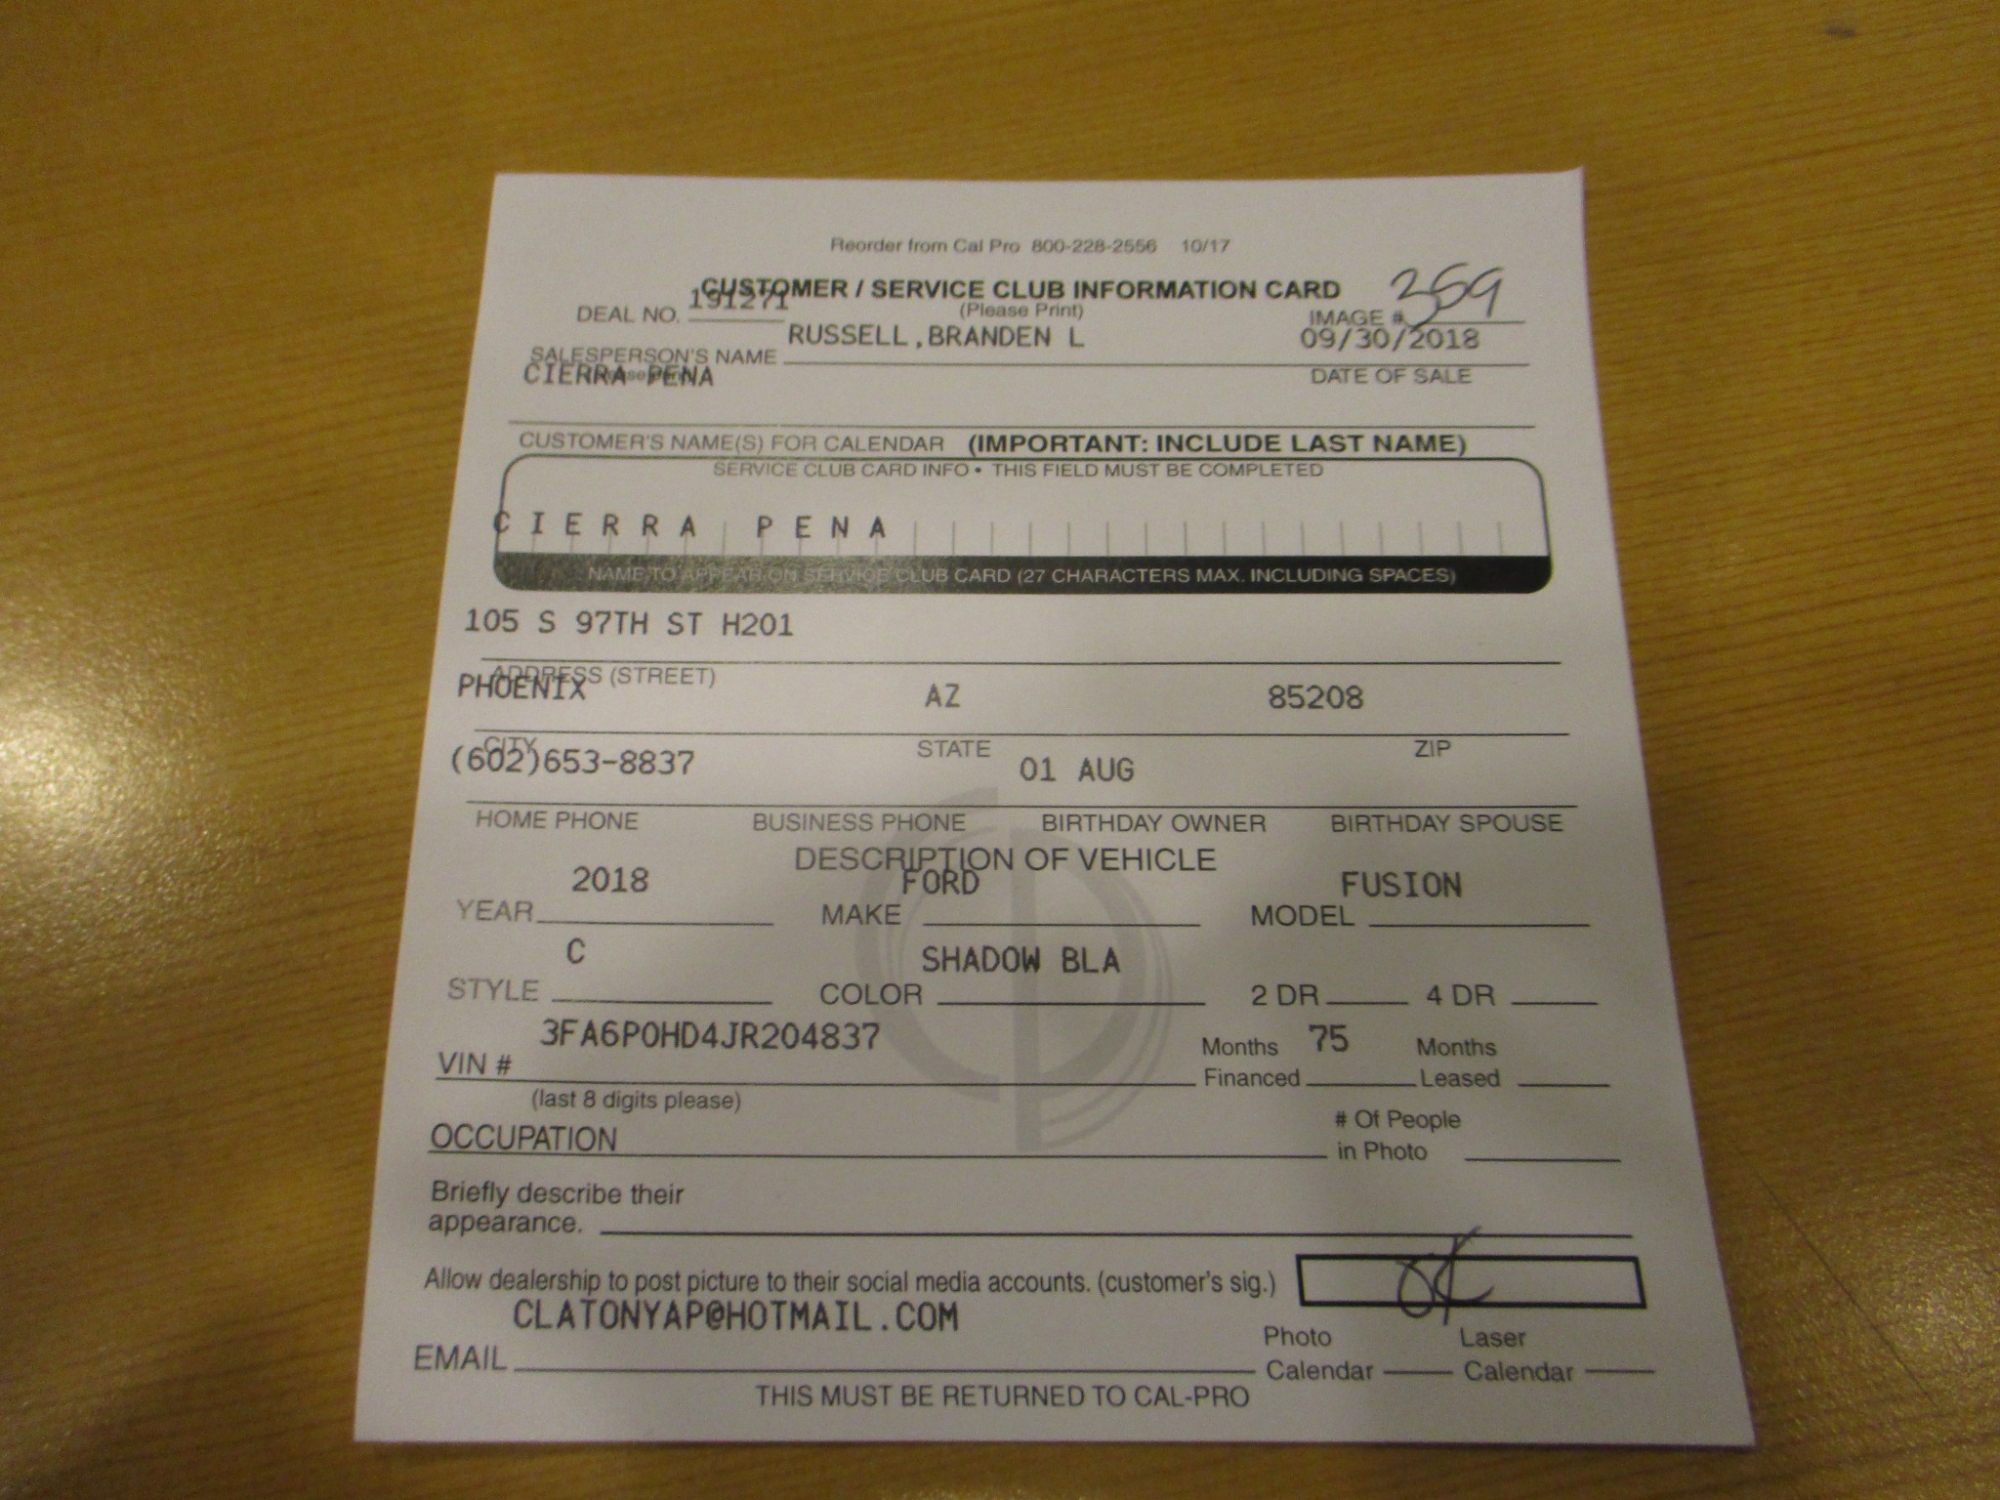 Reorder from Cal Pro 800-228-2556 10/17
CUSTOMER / SERVICE CLUB INFORMATION CARD
DEAL NO. 191271 (Please Print) IMAGE # 259
SALESPERSON'S NAME RUSSELL,BRANDEN L 09/30/2018
CIERRA PENA DATE OF SALE
CUSTOMER'S NAME(S) FOR CALENDAR (IMPORTANT: INCLUDE LAST NAME)
SERVICE CLUB CARD INFO • THIS FIELD MUST BE COMPLETED
CIERRA PENA
NAME TO APPEAR ON SERVICE CLUB CARD (27 CHARACTERS MAX. INCLUDING SPACES)
105 S 97TH ST H201
ADDRESS (STREET)
PHOENIX AZ 85208
CITY STATE ZIP
(602)653-8837 01 AUG
HOME PHONE BUSINESS PHONE BIRTHDAY OWNER BIRTHDAY SPOUSE
DESCRIPTION OF VEHICLE
2018 FORD FUSION
YEAR MAKE MODEL
C SHADOW BLA
STYLE COLOR 2 DR 4 DR
3FA6P0HD4JR204837 Months 75 Months
VIN # Financed Leased
(last 8 digits please)
# Of People
OCCUPATION in Photo
Briefly describe their
appearance.
Allow dealership to post picture to their social media accounts. (customer's sig.)
CLATONYAP@HOTMAIL.COM
Photo Laser
EMAIL Calendar Calendar
THIS MUST BE RETURNED TO CAL-PRO